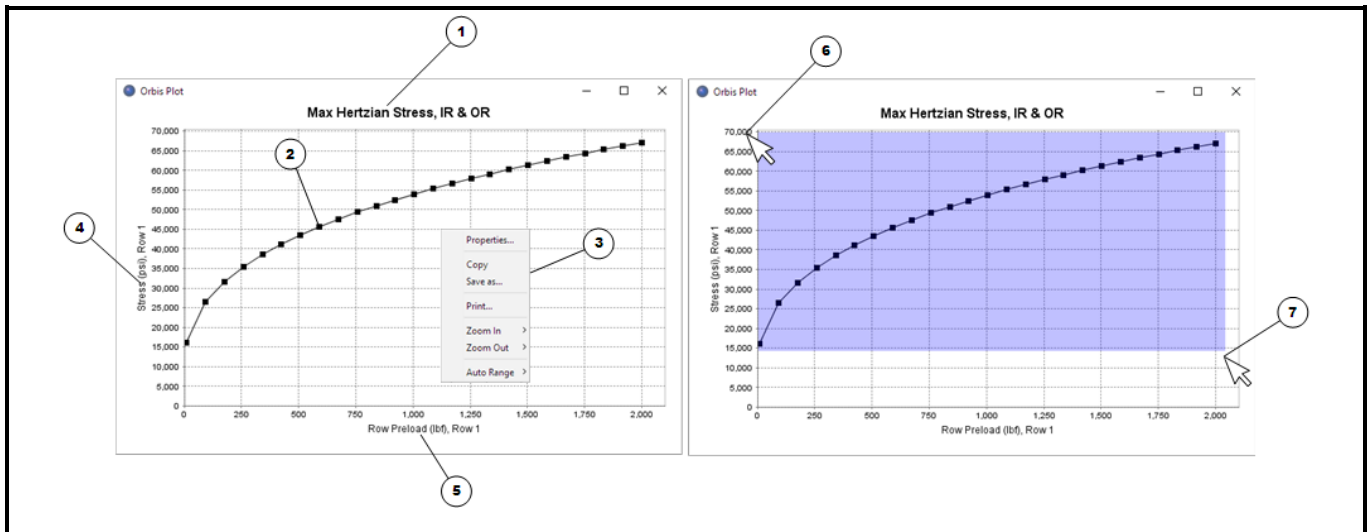 1
6
Orbis Plot
Max Hertzian Stress, IR & OR
70,000
65,000
60,000
55,000
50,000
45,000
40,000
35,000
30,000
25,000
20,000
15,000
10,000
5,000
0
Stress (psi), Row 1
2
4
3
Properties...
Copy
Save as...
Print...
Zoom In
Zoom Out
Auto Range
0 250 500 750 1,000 1,250 1,500 1,750 2,000
Row Preload (lbf), Row 1
5
Orbis Plot
Max Hertzian Stress, IR & OR
70,000
65,000
60,000
55,000
50,000
45,000
40,000
35,000
30,000
25,000
20,000
15,000
10,000
5,000
0
Stress (psi), Row 1
7
0 250 500 750 1,000 1,250 1,500 1,750 2,000
Row Preload (lbf), Row 1